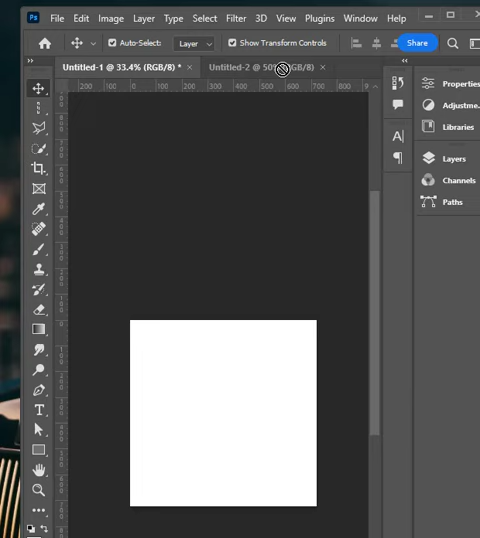 Ps File Edit Image Layer Type Select Filter 3D View Plugins Window Help
Auto-Select: Layer Show Transform Controls Share
Untitled-1 @ 33.4% (RGB/8) * × Untitled-2 @ 50% GB/8) ×
200 100 0 100 200 300 400 500 600 700 800 9
Properties
Adjustme...
Libraries
A|
Layers
Channels
Paths
T